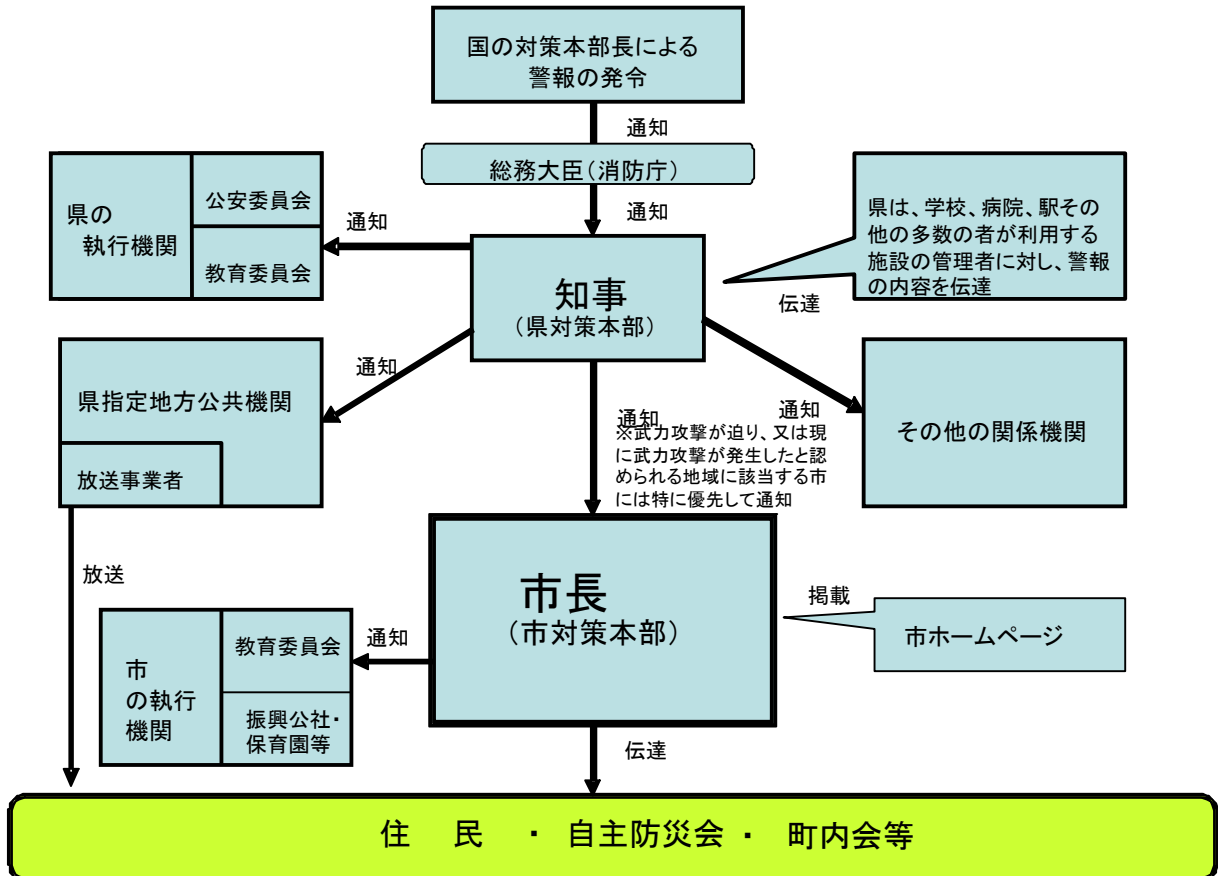 国の対策本部長による
警報の発令
通知
総務大臣(消防庁)
通知
県の
執行機関
公安委員会
教育委員会
通知
県は、学校、病院、駅その
他の多数の者が利用する
施設の管理者に対し、警報
の内容を伝達
伝達
知事
(県対策本部)
県指定地方公共機関
放送事業者
通知
通知
※武力攻撃が迫り、又は現
に武力攻撃が発生したと認
められる地域に該当する市
には特に優先して通知
通知
その他の関係機関
放送
市長
(市対策本部)
掲載
市ホームページ
市
の執行
機関
教育委員会
振興公社・
保育園等
通知
伝達
住 民 ・ 自主防災会 ・ 町内会等